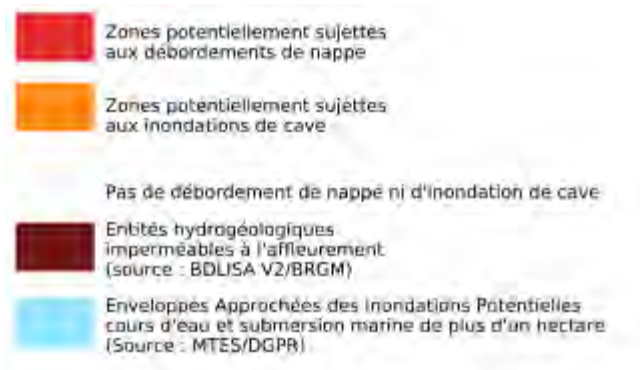 Zones potentiellement sujettes
aux débordements de nappe
Zones potentiellement sujettes
aux inondations de cave
Pas de débordement de nappe ni d'inondation de cave
Entités hydrogéologiques
imperméables à l'affleurement
(source : BDLISA V2/BRGM)
Enveloppes Approchées des Inondations Potentielles
cours d'eau et submersion marine de plus d'un hectare
(Source : MTES/DGPR)